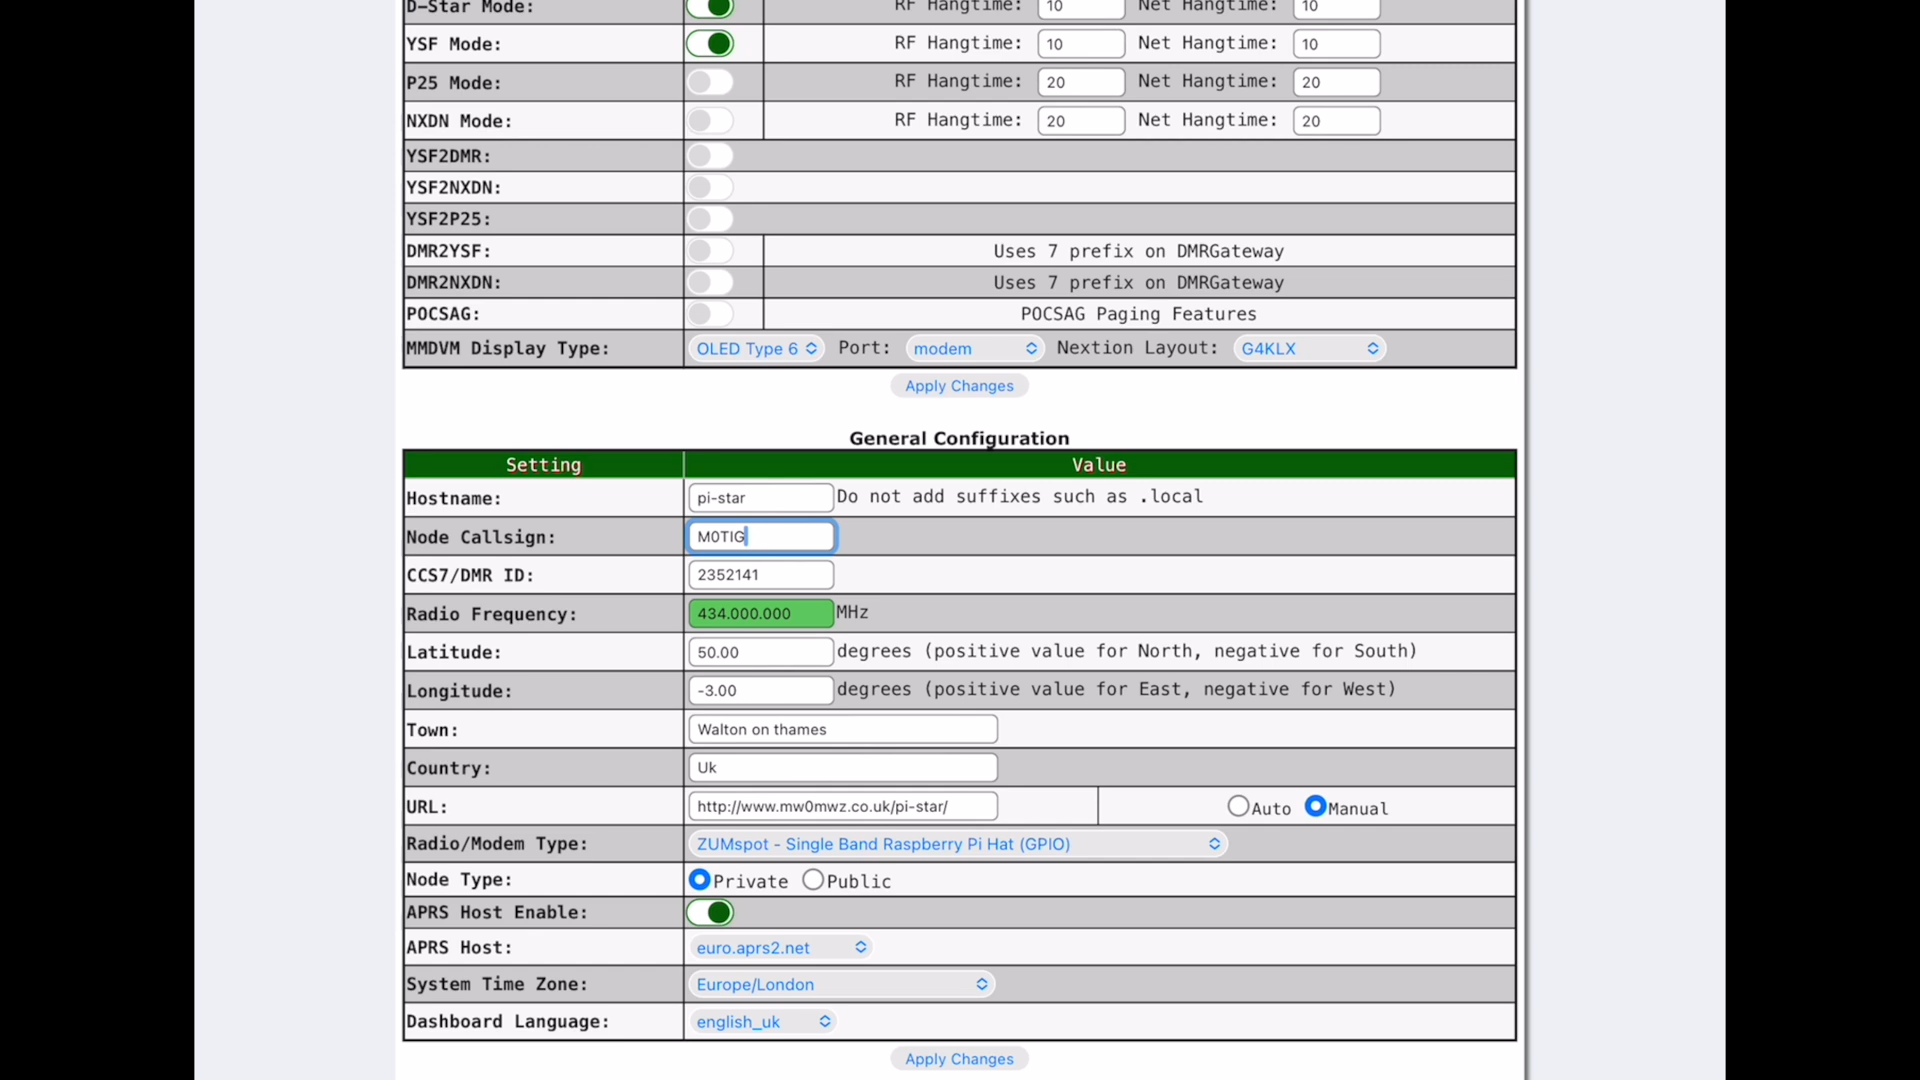 D-Star Mode: RF Hangtime: 10 Net Hangtime: 10
YSF Mode: RF Hangtime: 10 Net Hangtime: 10
P25 Mode: RF Hangtime: 20 Net Hangtime: 20
NXDN Mode: RF Hangtime: 20 Net Hangtime: 20
YSF2DMR:
YSF2NXDN:
YSF2P25:
DMR2YSF: Uses 7 prefix on DMRGateway
DMR2NXDN: Uses 7 prefix on DMRGateway
POCSAG: POCSAG Paging Features
MMDVM Display Type: OLED Type 6 Port: modem Nextion Layout: G4KLX
Apply Changes
General Configuration
Setting Value
Hostname: pi-star Do not add suffixes such as .local
Node Callsign: M0TIG
CCS7/DMR ID: 2352141
Radio Frequency: 434.000.000 MHz
Latitude: 50.00 degrees (positive value for North, negative for South)
Longitude: -3.00 degrees (positive value for East, negative for West)
Town: Walton on thames
Country: Uk
URL: http://www.mw0mwz.co.uk/pi-star/ Auto Manual
Radio/Modem Type: ZUMspot - Single Band Raspberry Pi Hat (GPIO)
Node Type: Private Public
APRS Host Enable:
APRS Host: euro.aprs2.net
System Time Zone: Europe/London
Dashboard Language: english_uk
Apply Changes